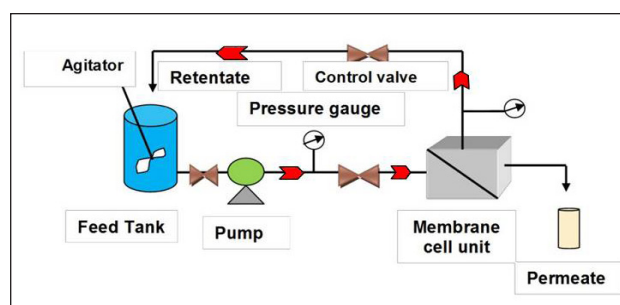 Agitator
Retentate
Control valve
Pressure gauge
Feed Tank
Pump
Membrane
cell unit
Permeate